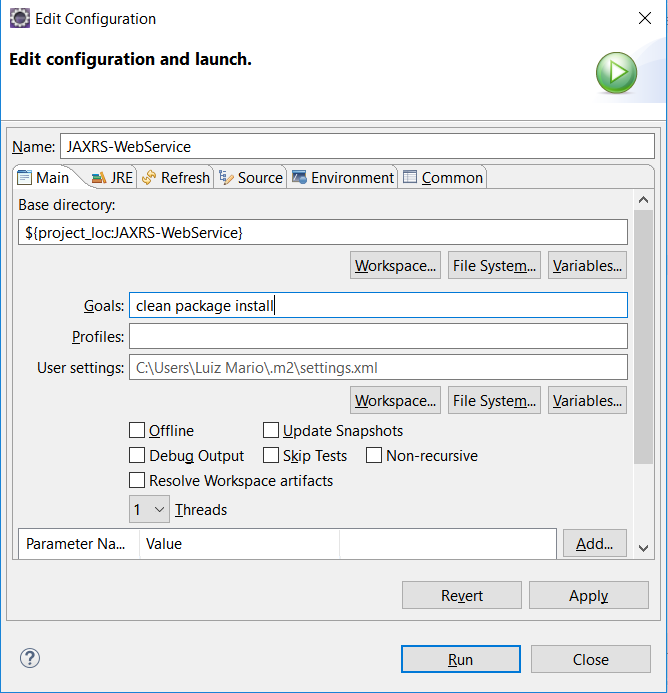 Edit Configuration
Edit configuration and launch.
Name: JAXRS-WebService
Main JRE Refresh Source Environment Common
Base directory:
${project_loc:JAXRS-WebService}
Workspace... File System... Variables...
Goals: clean package install
Profiles:
User settings: C:\Users\Luiz Mario\.m2\settings.xml
Workspace... File System... Variables...
Offline Update Snapshots
Debug Output Skip Tests Non-recursive
Resolve Workspace artifacts
1 Threads
Parameter Na... Value Add...
Revert Apply
? Run Close